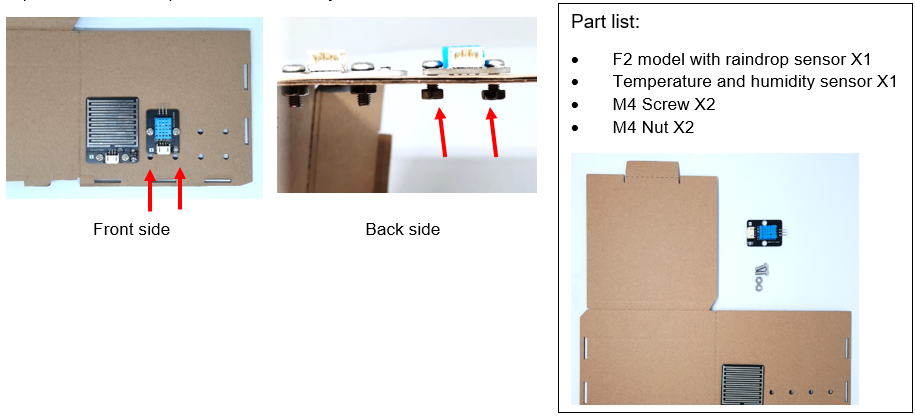 Front side
Back side
Part list:
• F2 model with raindrop sensor X1
• Temperature and humidity sensor X1
• M4 Screw X2
• M4 Nut X2